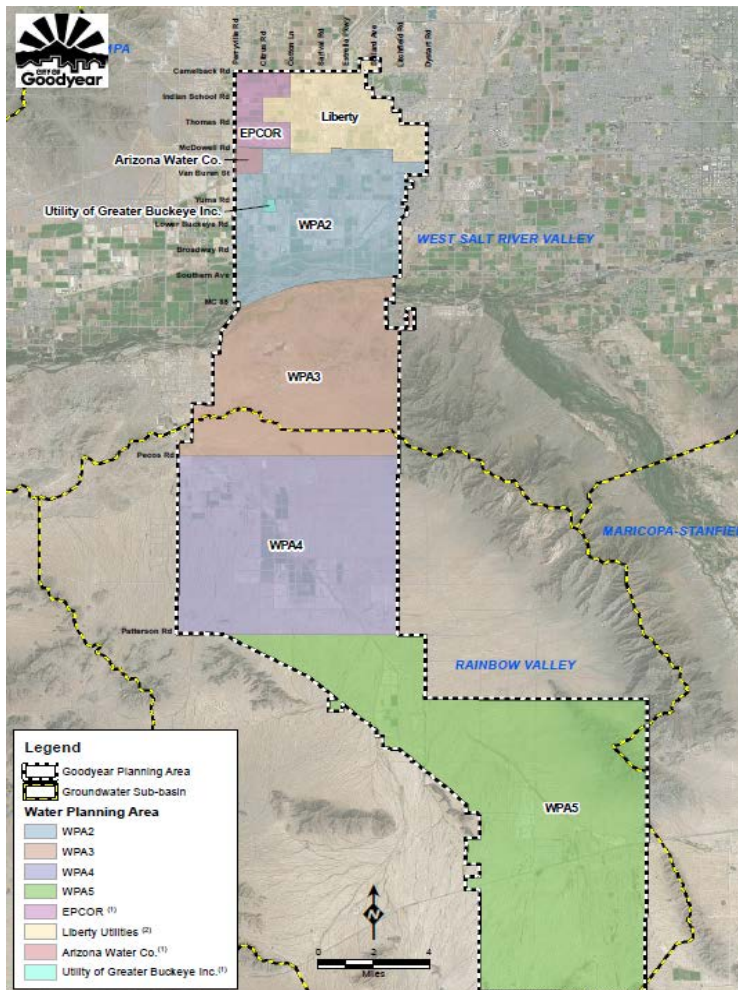 CITY OF
Goodyear
MPA
Perryville Rd
Citrus Rd
Cotton Ln
Sarival Rd
Estrella Pkwy
Bullard Ave
Litchfield Rd
Dysart Rd
Camelback Rd
Indian School Rd
Thomas Rd
McDowell Rd
Van Buren St
Yuma Rd
Lower Buckeye Rd
Broadway Rd
Southern Ave
MC 85
Pecos Rd
Patterson Rd
Liberty
EPCOR
Arizona Water Co.
Utility of Greater Buckeye Inc.
WPA2
WEST SALT RIVER VALLEY
WPA3
WPA4
MARICOPA-STANFIEL
RAINBOW VALLEY
WPA5
Legend
Goodyear Planning Area
Groundwater Sub-basin
Water Planning Area
WPA2
WPA3
WPA4
WPA5
EPCOR (1)
Liberty Utilities (2)
Arizona Water Co.(1)
Utility of Greater Buckeye Inc.(1)
N
0 2 4
Miles